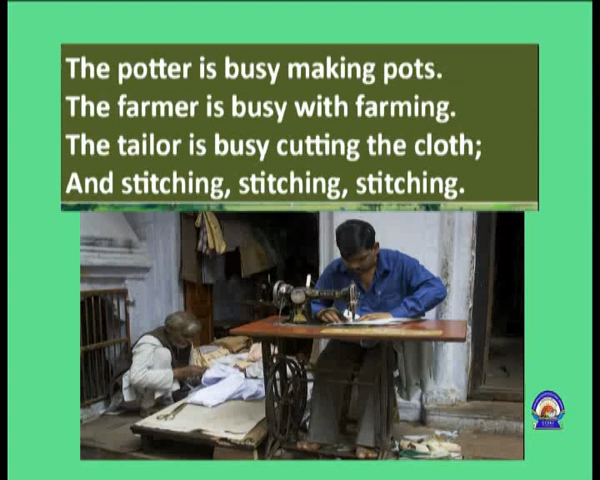 The potter is busy making pots.
The farmer is busy with farming.
The tailor is busy cutting the cloth;
And stitching, stitching, stitching.